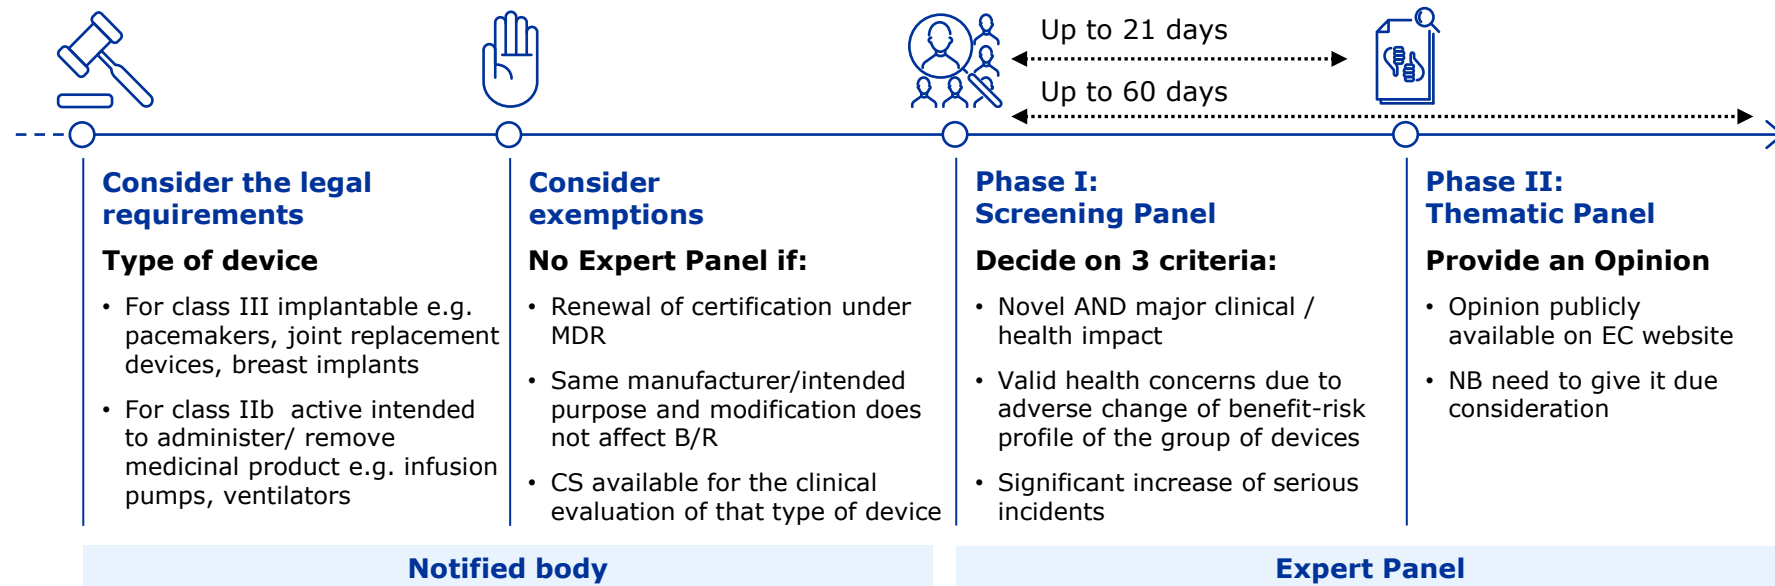 Up to 21 days
Up to 60 days
Consider the legal
requirements
Type of device
• For class III implantable e.g.
pacemakers, joint replacement
devices, breast implants
• For class IIb active intended
to administer/ remove
medicinal product e.g. infusion
pumps, ventilators
Consider
exemptions
No Expert Panel if:
• Renewal of certification under
MDR
• Same manufacturer/intended
purpose and modification does
not affect B/R
• CS available for the clinical
evaluation of that type of device
Phase I:
Screening Panel
Decide on 3 criteria:
• Novel AND major clinical /
health impact
• Valid health concerns due to
adverse change of benefit-risk
profile of the group of devices
• Significant increase of serious
incidents
Phase II:
Thematic Panel
Provide an Opinion
• Opinion publicly
available on EC website
• NB need to give it due
consideration
Notified body
Expert Panel